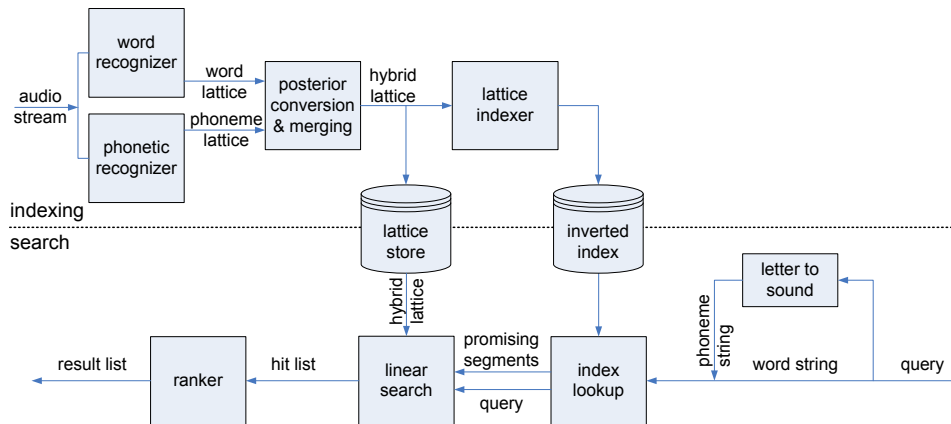 word
recognizer
audio
stream
phonetic
recognizer
word
lattice
phoneme
lattice
posterior
conversion
& merging
hybrid
lattice
lattice
indexer
indexing
search
lattice
store
inverted
index
letter to
sound
hybrid
lattice
phoneme
string
promising
segments
query
result list
ranker
hit list
linear
search
index
lookup
word string
query